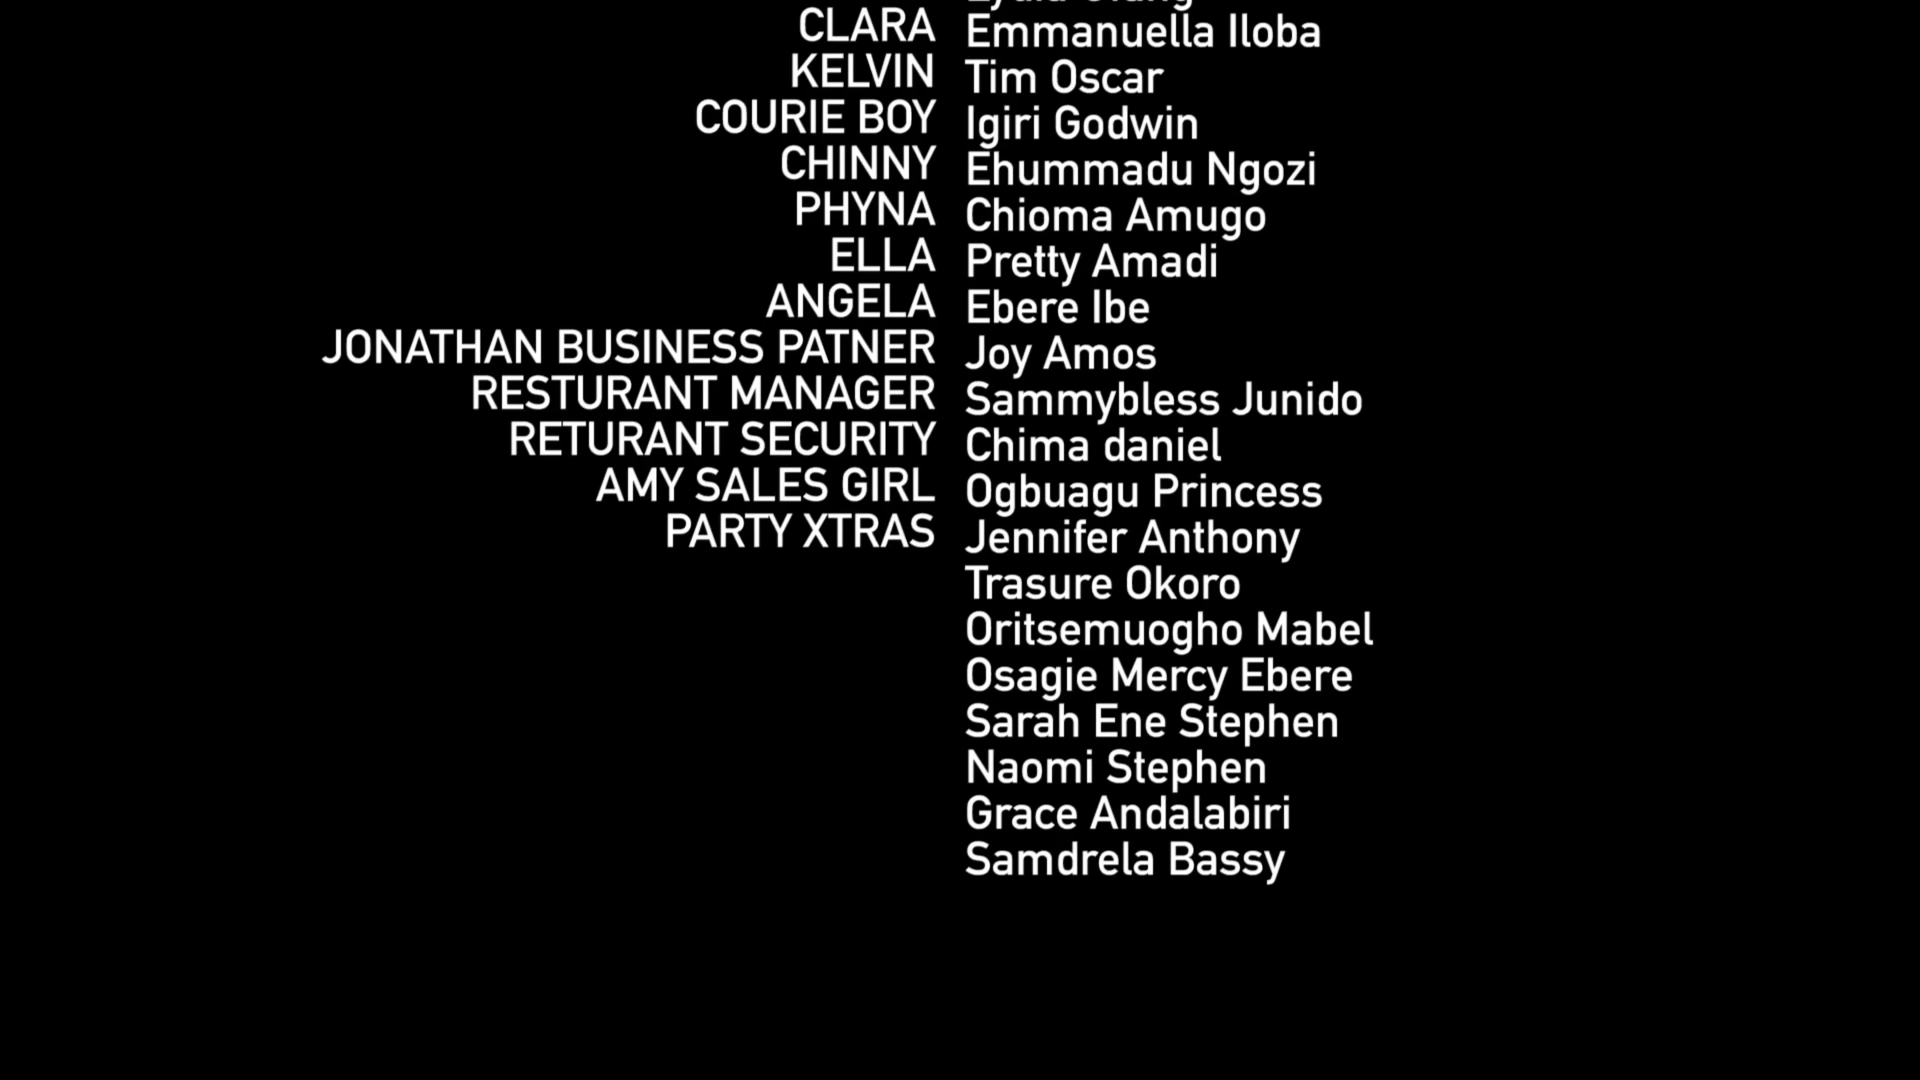 CLARA Emmanuella Iloba
KELVIN Tim Oscar
COURIE BOY Igiri Godwin
CHINNY Ehummadu Ngozi
PHYNA Chioma Amugo
ELLA Pretty Amadi
ANGELA Ebere Ibe
JONATHAN BUSINESS PATNER Joy Amos
RESTURANT MANAGER Sammybless Junido
RETURANT SECURITY Chima daniel
AMY SALES GIRL Ogbuagu Princess
PARTY XTRAS Jennifer Anthony
Trasure Okoro
Oritsemuogho Mabel
Osagie Mercy Ebere
Sarah Ene Stephen
Naomi Stephen
Grace Andalabiri
Samdrela Bassy